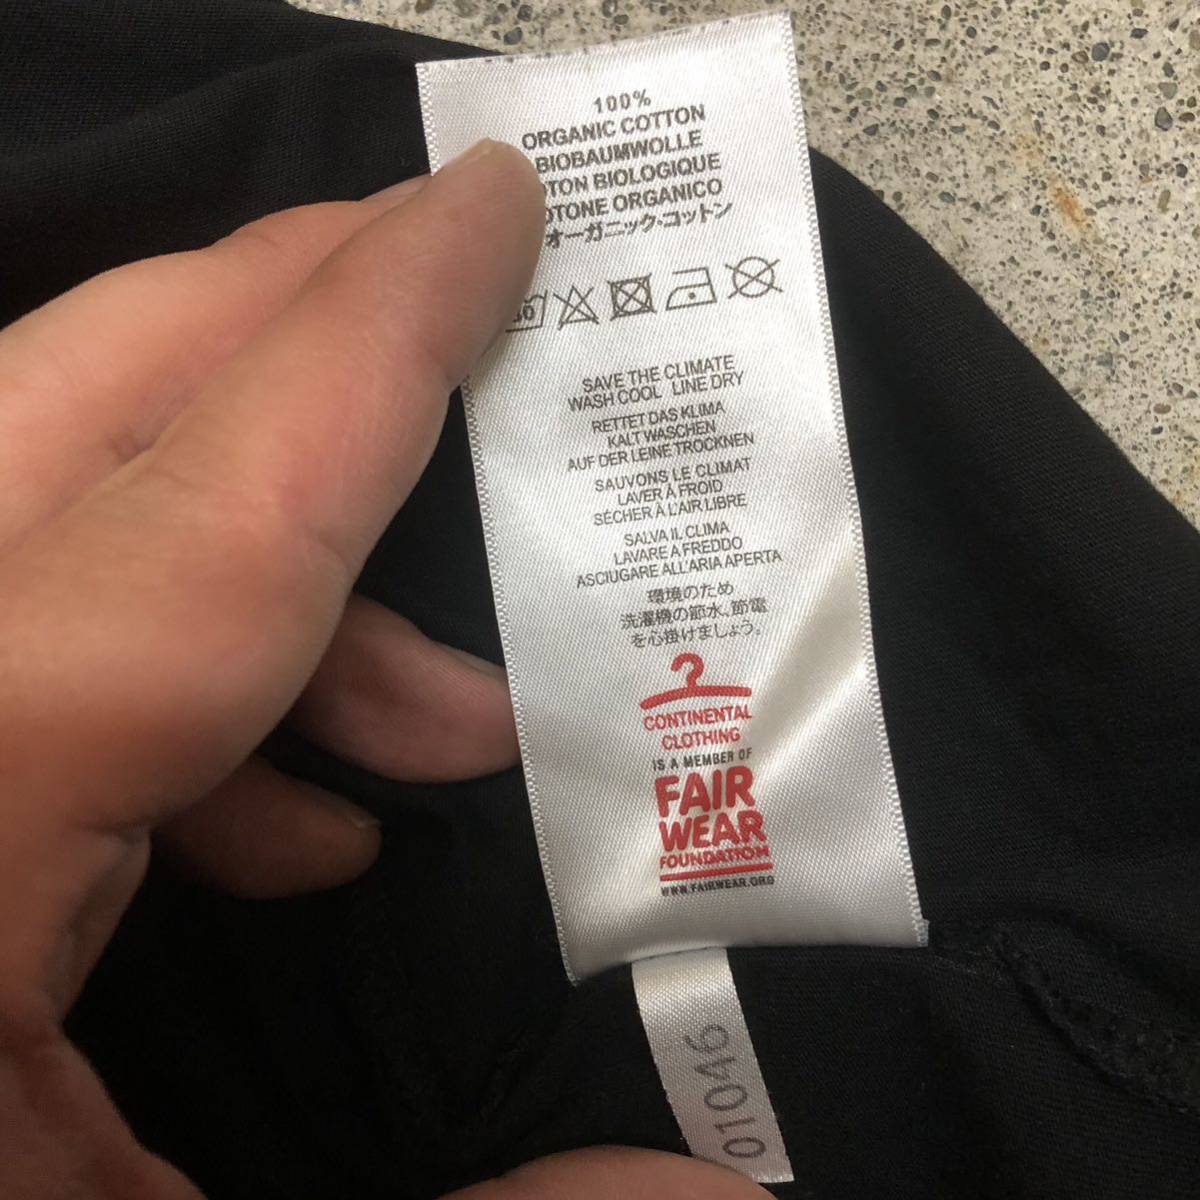 100%
ORGANIC COTTON
BIOBAUMWOLLE
BIOLOGIQUE
ORGANICO
オーガニック・コットン
SAVE THE CLIMATE
WASH COOL LINE DRY
RETTET DAS KLIMA
KALT WASCHEN
AUF DER LEINE TROCKNEN
SAUVONS LE CLIMAT
LAVER À FROID
SÉCHER À L'AIR LIBRE
SALVA IL CLIMA
LAVARE A FREDDO
ASCIUGARE ALL'ARIA APERTA
環境のため
洗濯機の節水、節電
を心掛けましょう。
CONTINENTAL
CLOTHING
IS A MEMBER OF
FAIR
WEAR
FOUNDATION
WWW.FAIRWEAR.ORG
01046